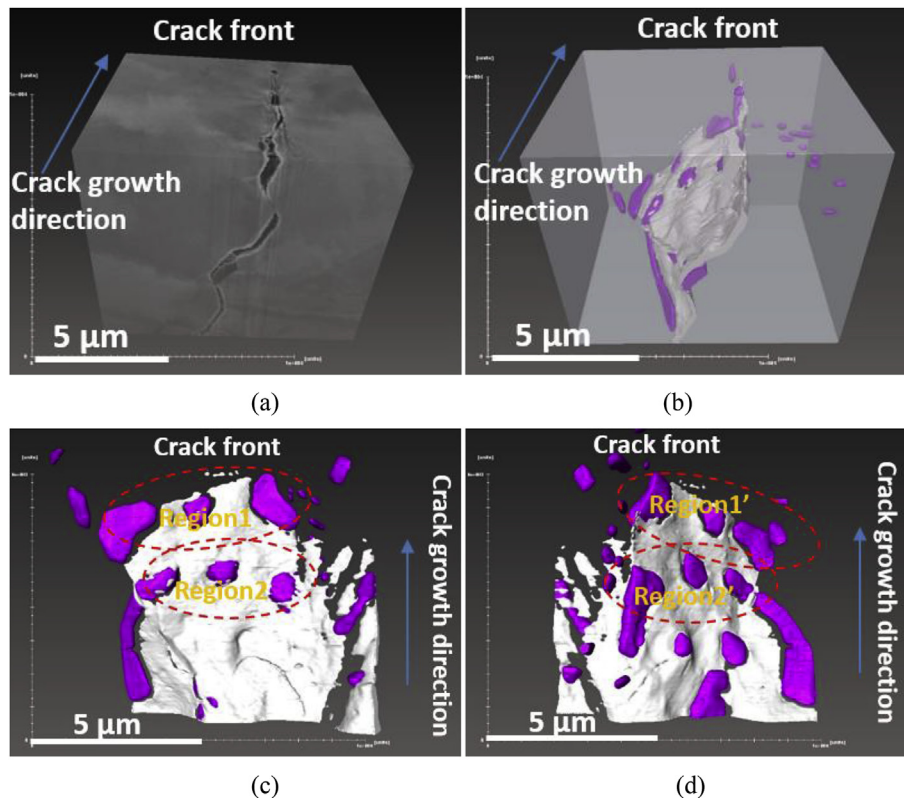 Crack front
Crack growth
direction
5 μm
(a)
Crack front
Crack growth
direction
5 μm
(b)
Crack front
Region1
Region2
Crack growth direction
5 μm
(c)
Crack front
Region1’
Region2’
Crack growth direction
5 μm
(d)